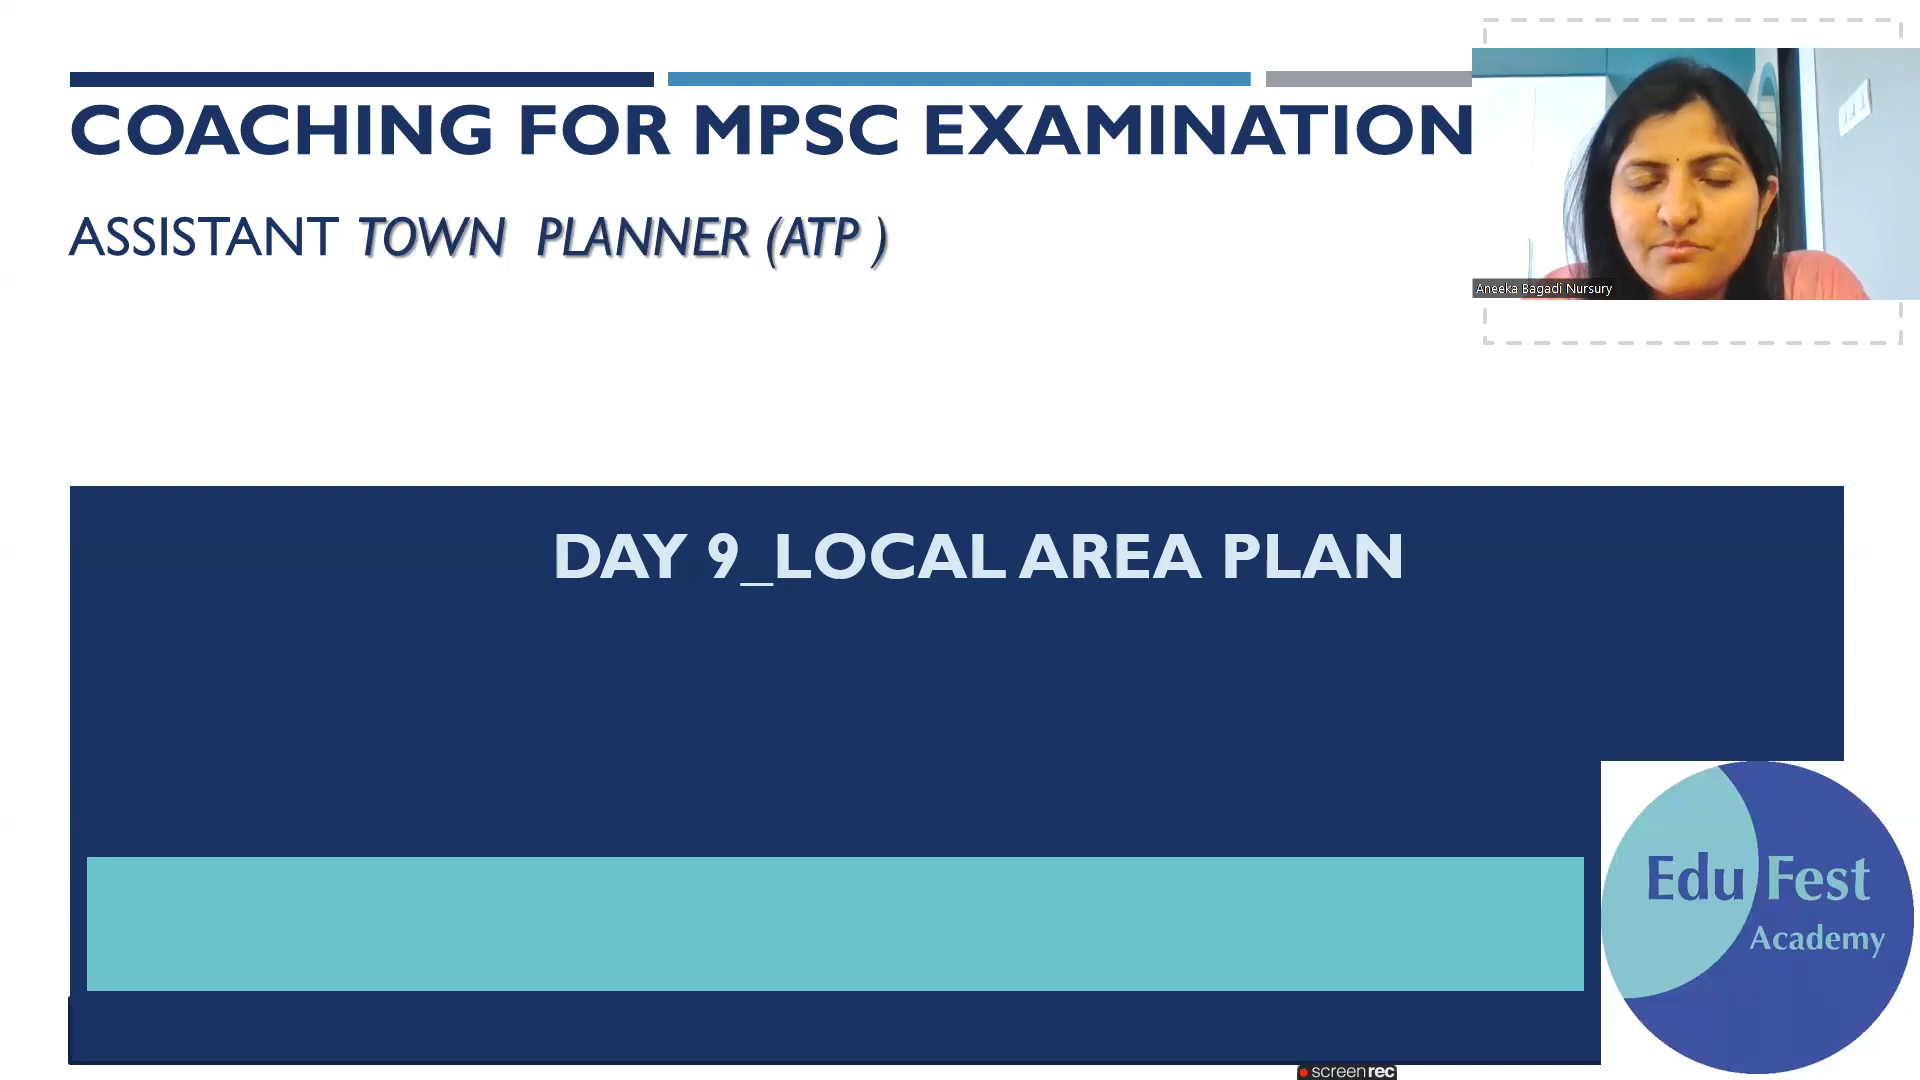 COACHING FOR MPSC EXAMINATION
ASSISTANT TOWN PLANNER (ATP )
Aneeka Bagadi Nursury
DAY 9_LOCAL AREA PLAN
Edu Fest
Academy
screenrec